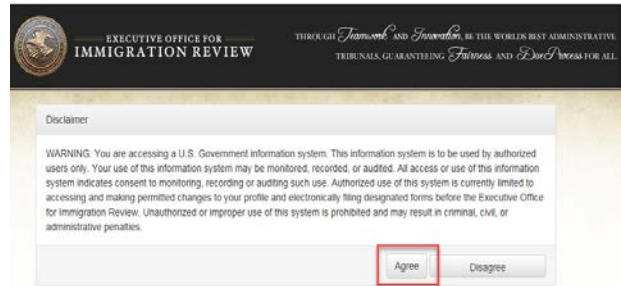 EXECUTIVE OFFICE FOR
IMMIGRATION REVIEW
THROUGH Teamwork AND Innovation, BE THE WORLDS BEST ADMINISTRATIVE
TRIBUNALS, GUARANTEEING Fairness AND Due Process FOR ALL.
Disclaimer
WARNING: You are accessing a U.S. Government information system. This information system is to be used by authorized
users only. Your use of this information system may be monitored, recorded, or audited. All access or use of this information
system indicates consent to monitoring, recording or auditing such use. Authorized use of this system is currently limited to
accessing and making permitted changes to your profile and electronically filing designated forms before the Executive Office
for Immigration Review. Unauthorized or improper use of this system is prohibited and may result in criminal, civil, or
administrative penalties.
Agree
Disagree